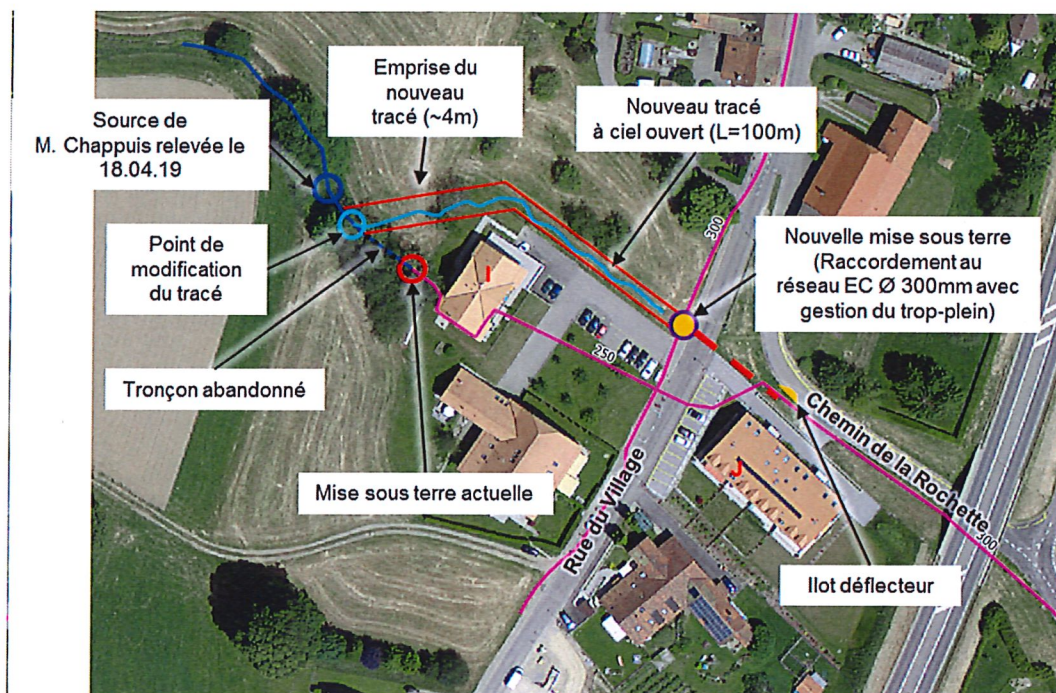 Emprise du
nouveau
tracé (~4m)
Nouveau tracé
à ciel ouvert (L=100m)
Source de
M. Chappuis relevée le
18.04.19
Point de
modification
du tracé
Nouvelle mise sous terre
(Raccordement au
réseau EC Ø 300mm avec
gestion du trop-plein)
300
I
250
Tronçon abandonné
Mise sous terre actuelle
Chemin de la Rochette
J
Rue du Village
300
Ilot déflecteur